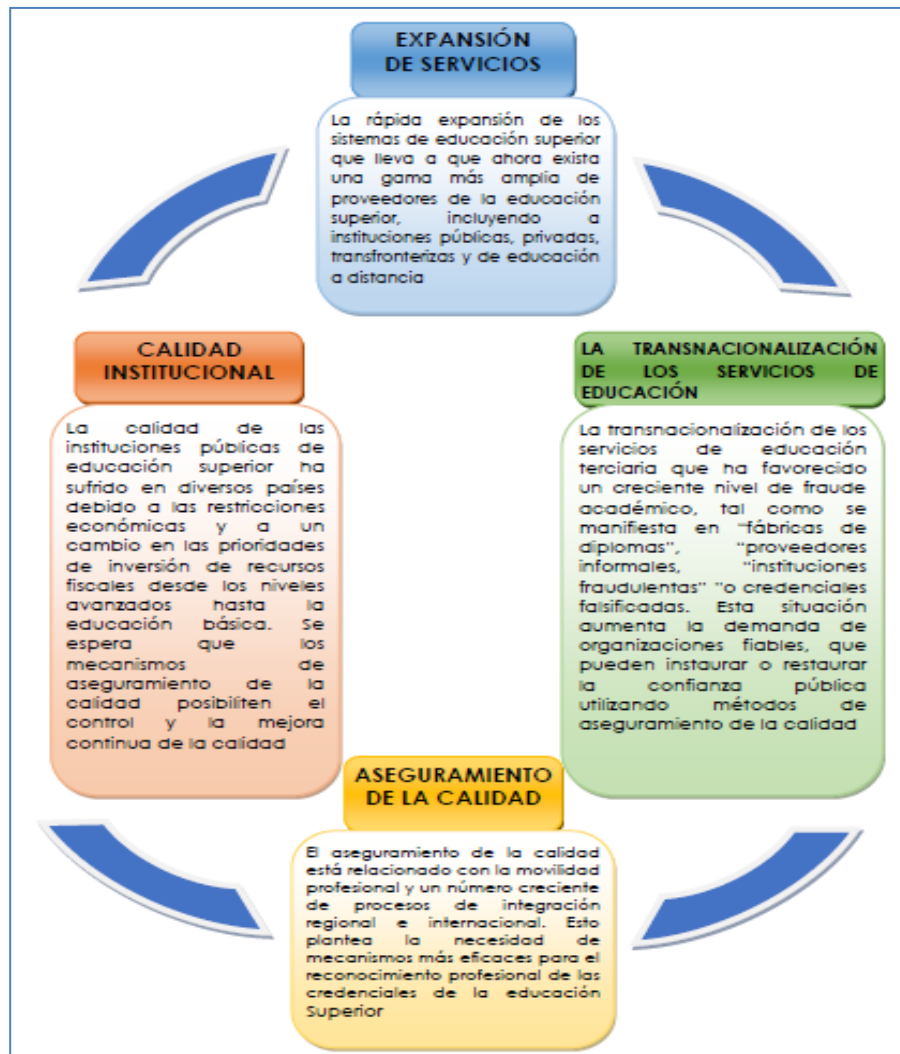 EXPANSIÓN
DE SERVICIOS
La rápida expansión de los
sistemas de educación superior
que lleva a que ahora exista
una gama más amplia de
proveedores de la educación
superior, incluyendo a
instituciones públicas, privadas,
transfronterizas y de educación
a distancia
CALIDAD
INSTITUCIONAL
La calidad de las
instituciones públicas de
educación superior ha
sufrido en diversos países
debido a las restricciones
económicas y a un
cambio en las prioridades
de inversión de recursos
fiscales desde los niveles
avanzados hasta la
educación básica. Se
espera que los
mecanismos de
aseguramiento de la
calidad posibiliten el
control y la mejora
continua de la calidad
LA TRANSNACIONALIZACIÓN
DE LOS SERVICIOS DE
EDUCACIÓN
La transnacionalización de los
servicios de educación
terciaria que ha favorecido
un creciente nivel de fraude
académico, tal como se
manifiesta en "fábricas de
diplomas", "proveedores
informales, "instituciones
fraudulentas" "o credenciales
falsificadas. Esta situación
aumenta la demanda de
organizaciones fiables, que
pueden instaurar o restaurar
la confianza pública
utilizando métodos de
aseguramiento de la calidad
ASEGURAMIENTO
DE LA CALIDAD
El aseguramiento de la calidad
está relacionado con la movilidad
profesional y un número creciente
de procesos de integración
regional e internacional. Esto
plantea la necesidad de
mecanismos más eficaces para el
reconocimiento profesional de las
credenciales de la educación
Superior